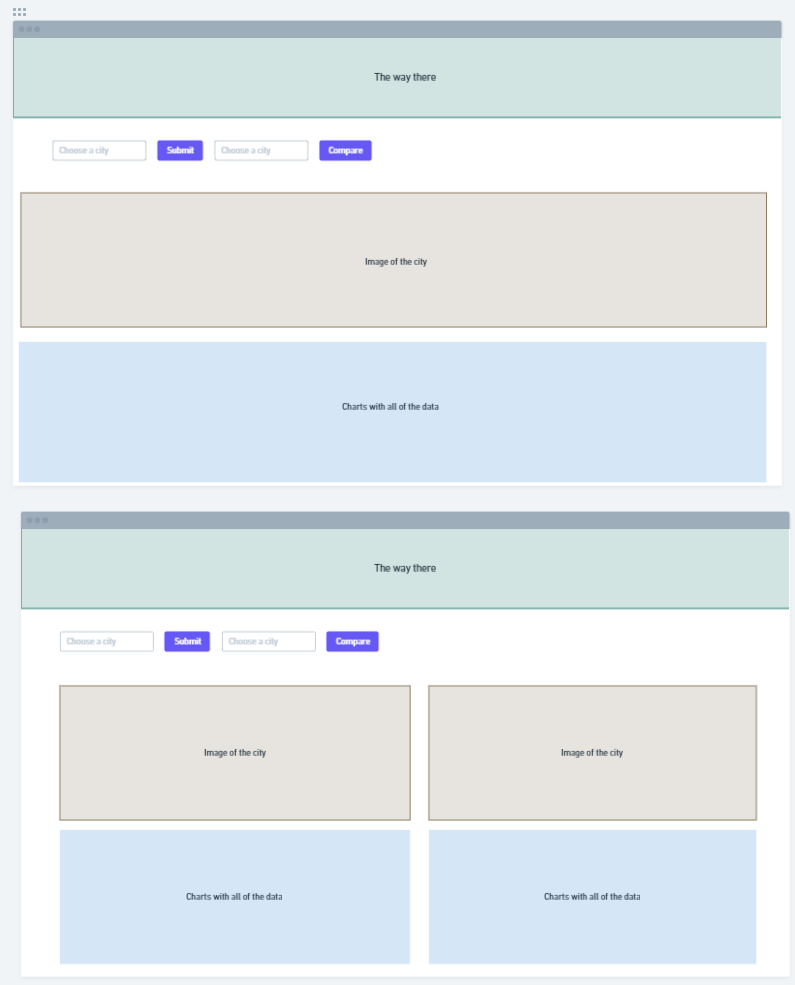 The way there
Choose a city Submit Choose a city Compare
Image of the city
Charts with all of the data
The way there
Choose a city Submit Choose a city Compare
Image of the city Image of the city
Charts with all of the data Charts with all of the data